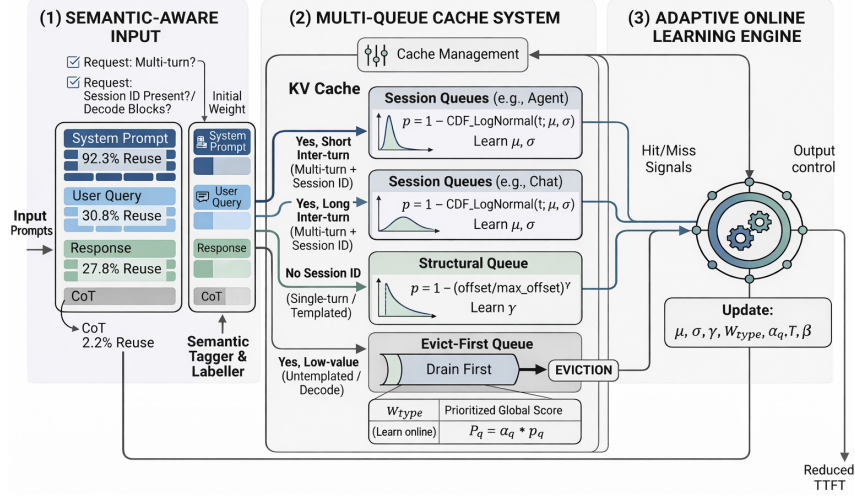 (1) SEMANTIC-AWARE
INPUT
Request: Multi-turn?
Request:
Session ID Present?/
Decode Blocks?
Initial
Weight
System Prompt
92.3% Reuse
User Query
30.8% Reuse
Response
27.8% Reuse
CoT
CoT
2.2% Reuse
Input
Prompts
System
Prompt
User
Query
Response
CoT
Semantic
Tagger &
Labeller
(2) MULTI-QUEUE CACHE SYSTEM
Cache Management
KV Cache
Yes, Short
Inter-turn
(Multi-turn +
Session ID)
Session Queues (e.g., Agent)
p = 1 − CDF_LogNormal(t; μ, σ)
Learn μ, σ
Yes, Long
Inter-turn
(Multi-turn +
Session ID)
Session Queues (e.g., Chat)
p = 1 − CDF_LogNormal(t; μ, σ)
Learn μ, σ
No Session ID
(Single-turn /
Templated)
Structural Queue
p = 1 − (offset/max_offset)^γ
Learn γ
Yes, Low-value
(Untemplated /
Decode)
Evict-First Queue
Drain First
EVICTION
W_type
Prioritized Global Score
(Learn online)
P_q = α_q * p_q
(3) ADAPTIVE ONLINE
LEARNING ENGINE
Hit/Miss
Signals
Output
control
Update:
μ, σ, γ, W_type, α_q, T, β
Reduced
TTFT